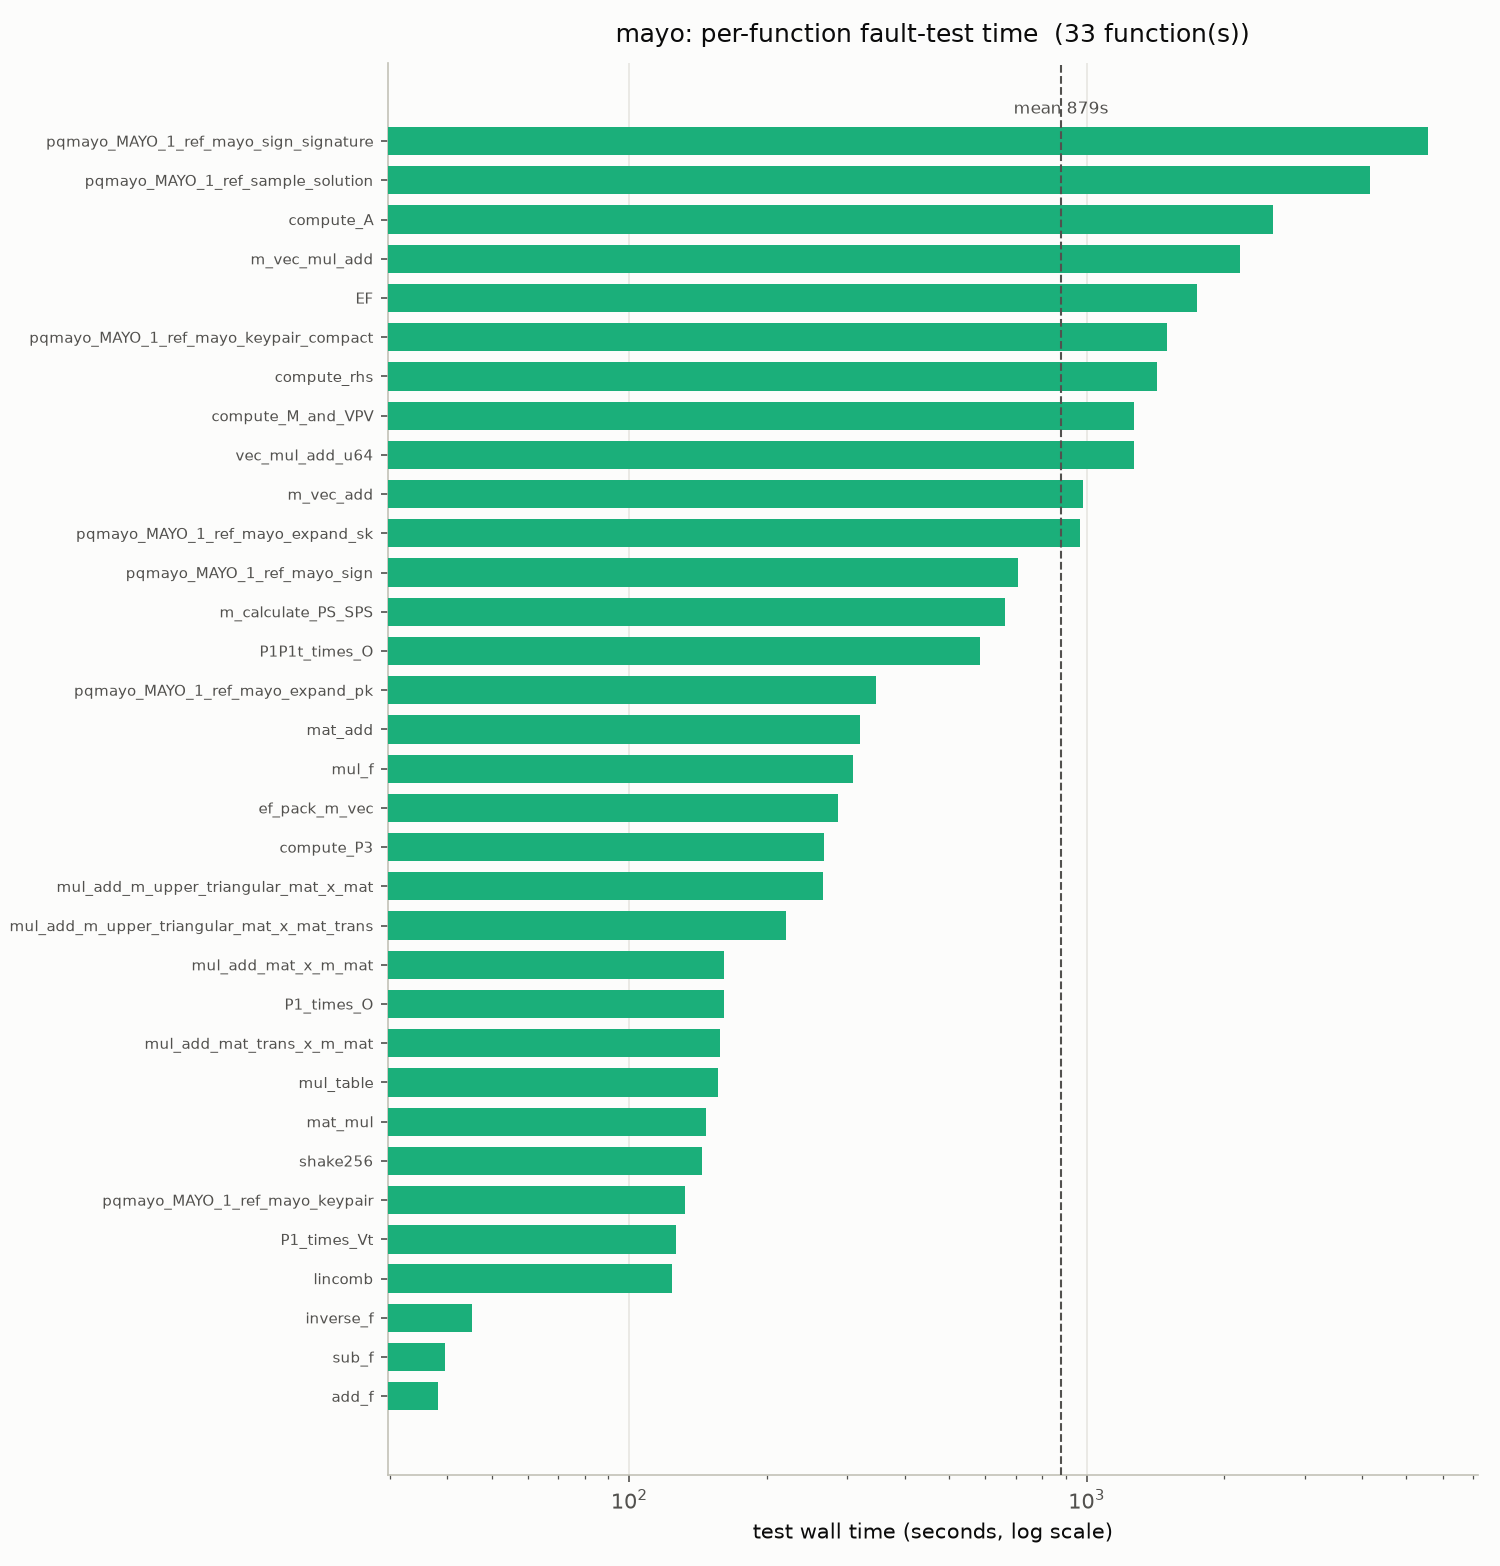 mayo: per-function fault-test time  (33 function(s))
mean 879s
pqmayo_MAYO_1_ref_mayo_sign_signature
pqmayo_MAYO_1_ref_sample_solution
compute_A
m_vec_mul_add
EF
pqmayo_MAYO_1_ref_mayo_keypair_compact
compute_rhs
compute_M_and_VPV
vec_mul_add_u64
m_vec_add
pqmayo_MAYO_1_ref_mayo_expand_sk
pqmayo_MAYO_1_ref_mayo_sign
m_calculate_PS_SPS
P1P1t_times_O
pqmayo_MAYO_1_ref_mayo_expand_pk
mat_add
mul_f
ef_pack_m_vec
compute_P3
mul_add_m_upper_triangular_mat_x_mat
mul_add_m_upper_triangular_mat_x_mat_trans
mul_add_mat_x_m_mat
P1_times_O
mul_add_mat_trans_x_m_mat
mul_table
mat_mul
shake256
pqmayo_MAYO_1_ref_mayo_keypair
P1_times_Vt
lincomb
inverse_f
sub_f
add_f
10² 10³
test wall time (seconds, log scale)